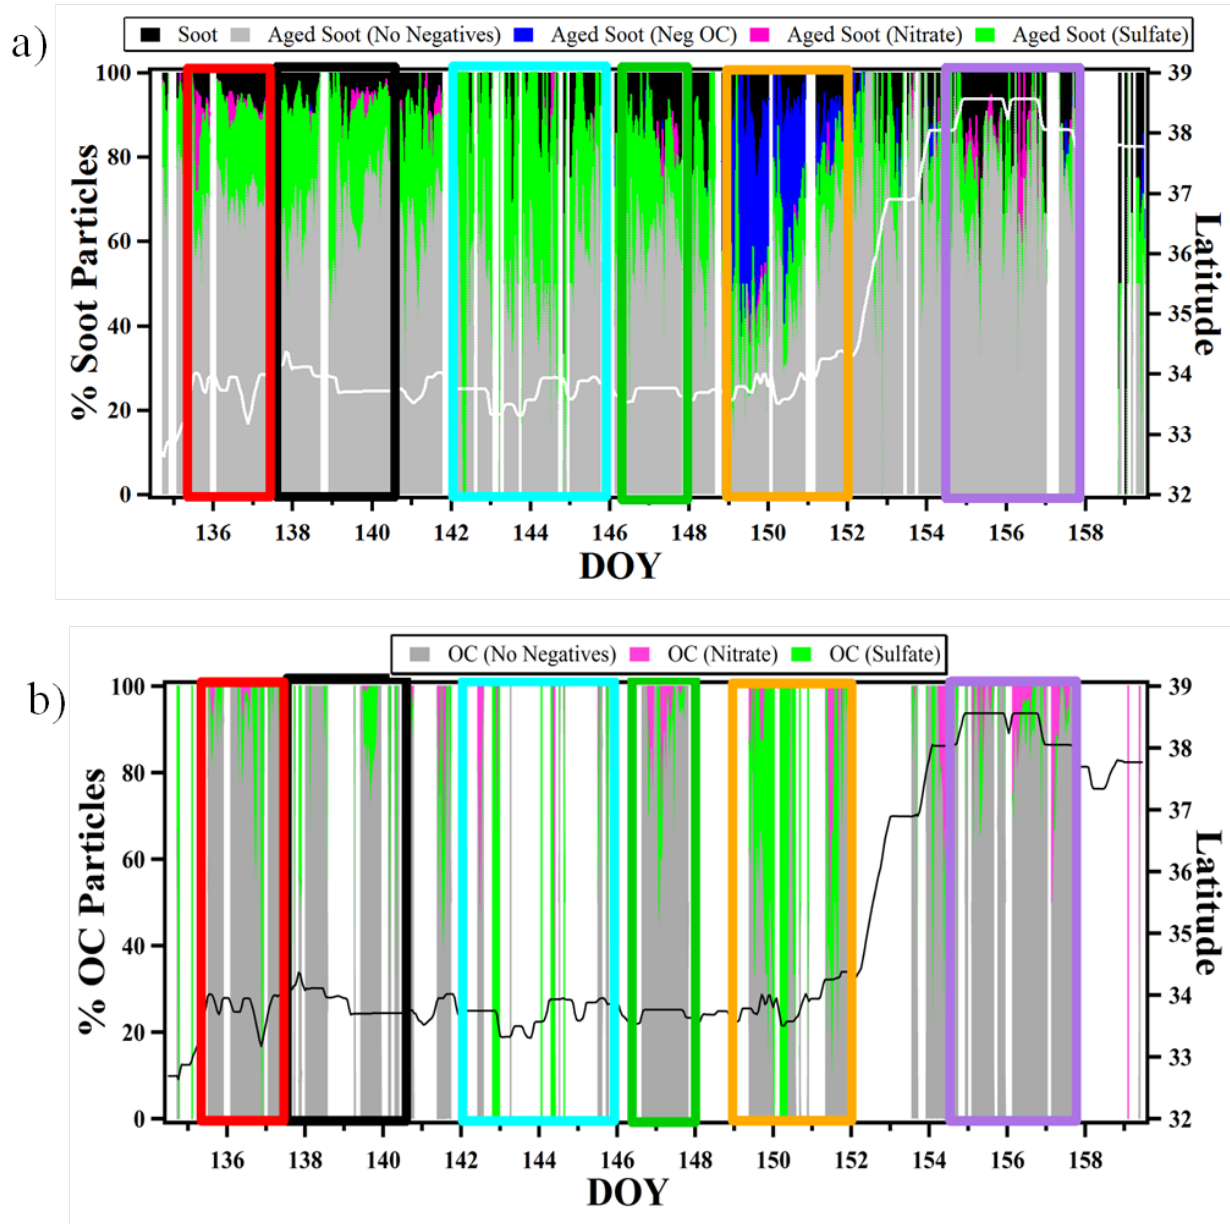 a)
Soot Aged Soot (No Negatives) Aged Soot (Neg OC) Aged Soot (Nitrate) Aged Soot (Sulfate)
% Soot Particles
100
80
60
40
20
0
39
38
37
36
35
34
33
32
Latitude
136 138 140 142 144 146 148 150 152 154 156 158
DOY
b)
OC (No Negatives) OC (Nitrate) OC (Sulfate)
% OC Particles
100
80
60
40
20
0
39
38
37
36
35
34
33
32
Latitude
136 138 140 142 144 146 148 150 152 154 156 158
DOY